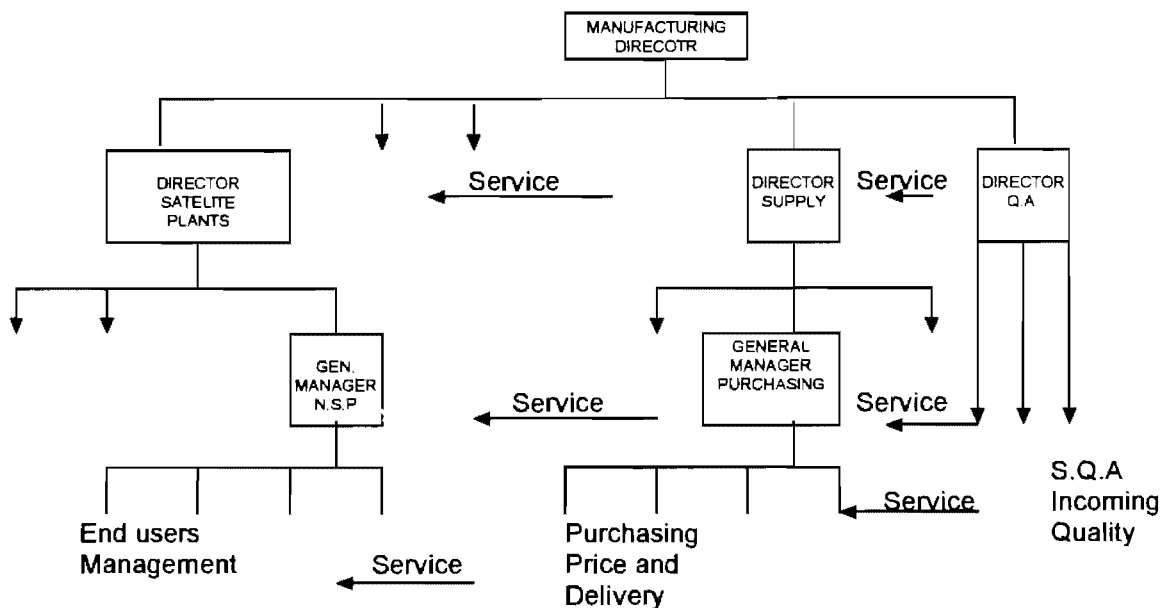 MANUFACTURING
DIRECOTR
DIRECTOR
SATELITE
PLANTS
Service
DIRECTOR
SUPPLY
Service
DIRECTOR
Q.A
GEN.
MANAGER
N.S.P
Service
GENERAL
MANAGER
PURCHASING
Service
End users
Management
Service
Purchasing
Price and
Delivery
Service
S.Q.A
Incoming
Quality